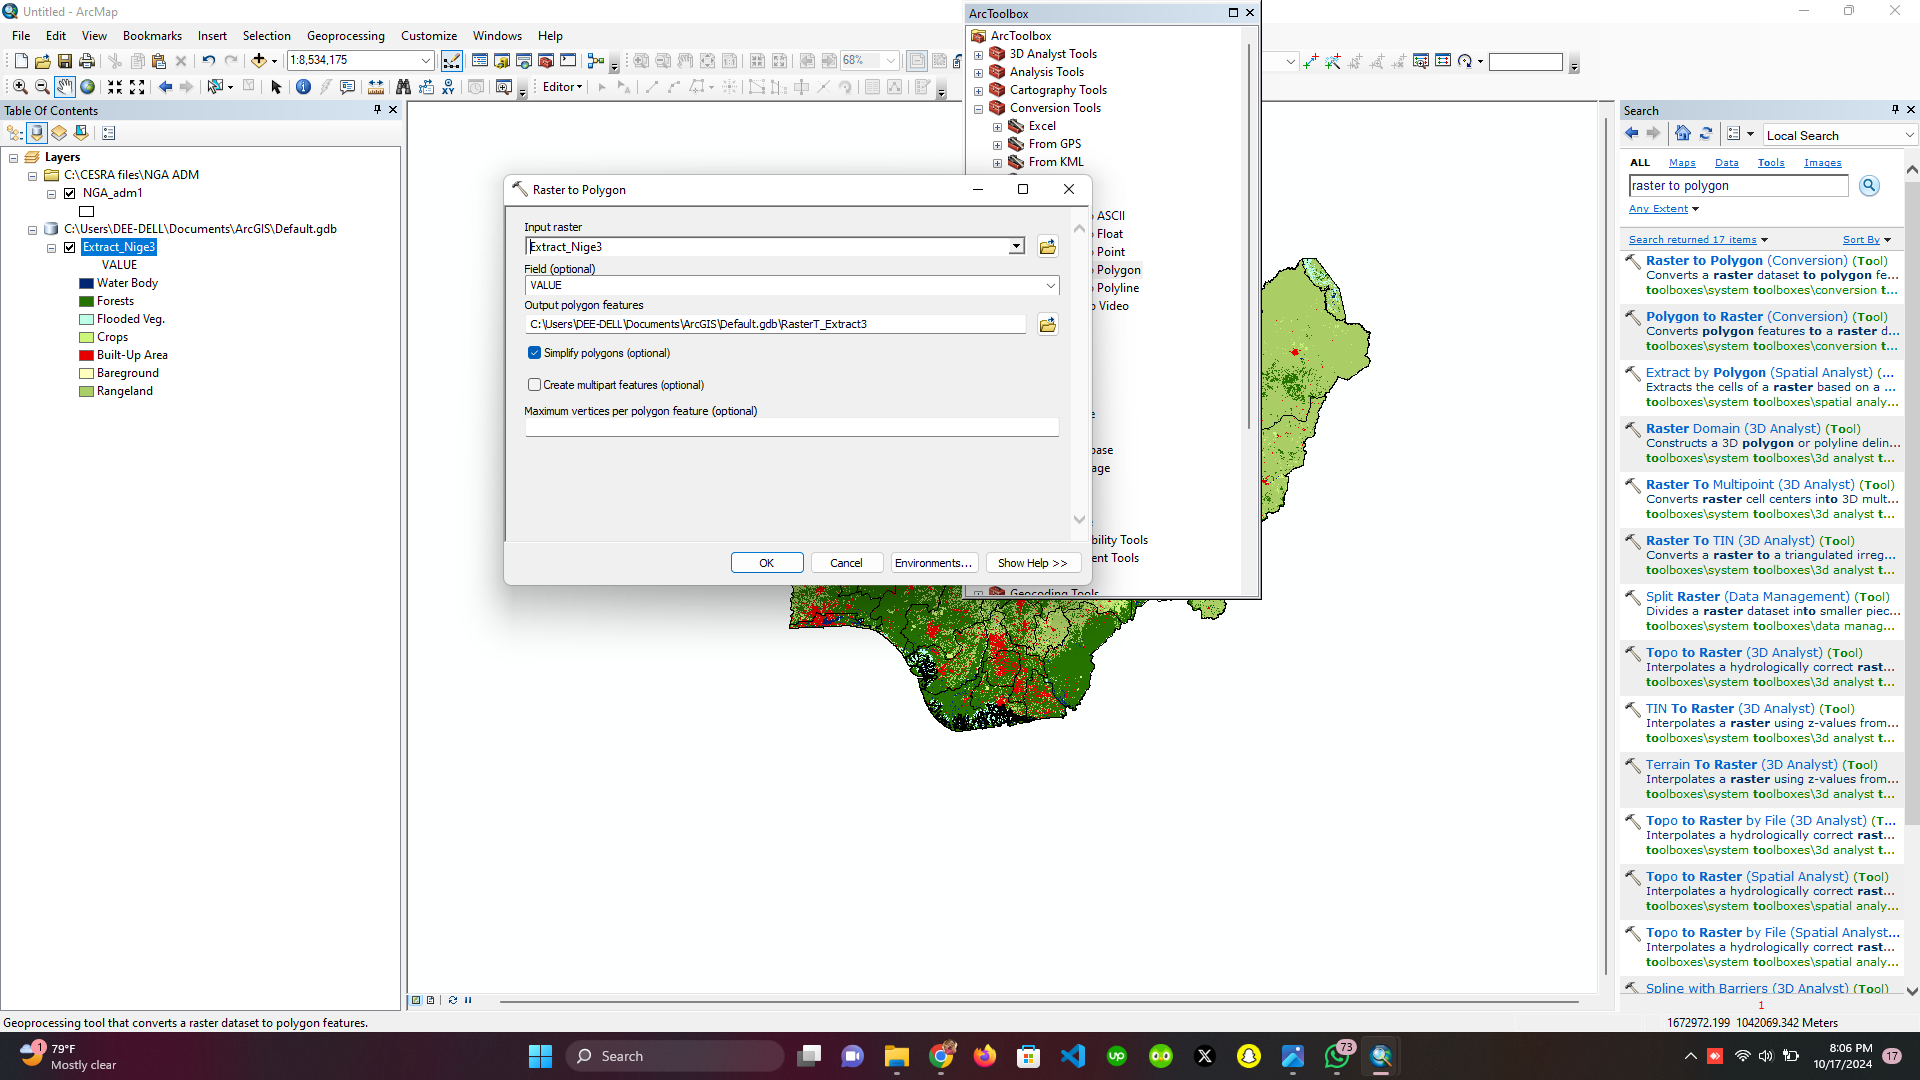 Untitled - ArcMap
File Edit View Bookmarks Insert Selection Geoprocessing Customize Windows Help
1:8,534,175
68%
Editor
Table Of Contents
Layers
C:\CESRA files\NGA ADM
NGA_adm1
C:\Users\DEE-DELL\Documents\ArcGIS\Default.gdb
Extract_Nige3
VALUE
Water Body
Forests
Flooded Veg.
Crops
Built-Up Area
Bareground
Rangeland
ArcToolbox
ArcToolbox
3D Analyst Tools
Analysis Tools
Cartography Tools
Conversion Tools
Excel
From GPS
From KML
ASCII
Float
Point
Polygon
Polyline
Video
base
age
bility Tools
ent Tools
Geocoding Tools
Raster to Polygon
Input raster
Extract_Nige3
Field (optional)
VALUE
Output polygon features
C:\Users\DEE-DELL\Documents\ArcGIS\Default.gdb\RasterT_Extract3
Simplify polygons (optional)
Create multipart features (optional)
Maximum vertices per polygon feature (optional)
OK Cancel Environments... Show Help >>
Search
Local Search
ALL Maps Data Tools Images
raster to polygon
Any Extent
Search returned 17 items Sort By
Raster to Polygon (Conversion) (Tool)
Converts a raster dataset to polygon fe...
toolboxes\system toolboxes\conversion t...
Polygon to Raster (Conversion) (Tool)
Converts polygon features to a raster d...
toolboxes\system toolboxes\conversion t...
Extract by Polygon (Spatial Analyst) (...
Extracts the cells of a raster based on a ...
toolboxes\system toolboxes\spatial analy...
Raster Domain (3D Analyst) (Tool)
Constructs a 3D polygon or polyline delin...
toolboxes\system toolboxes\3d analyst t...
Raster To Multipoint (3D Analyst) (Tool)
Converts raster cell centers into 3D mult...
toolboxes\system toolboxes\3d analyst t...
Raster To TIN (3D Analyst) (Tool)
Converts a raster to a triangulated irreg...
toolboxes\system toolboxes\3d analyst t...
Split Raster (Data Management) (Tool)
Divides a raster dataset into smaller piec...
toolboxes\system toolboxes\data manag...
Topo to Raster (3D Analyst) (Tool)
Interpolates a hydrologically correct rast...
toolboxes\system toolboxes\3d analyst t...
TIN To Raster (3D Analyst) (Tool)
Interpolates a raster using z-values from...
toolboxes\system toolboxes\3d analyst t...
Terrain To Raster (3D Analyst) (Tool)
Interpolates a raster using z-values from...
toolboxes\system toolboxes\3d analyst t...
Topo to Raster by File (3D Analyst) (T...
Interpolates a hydrologically correct rast...
toolboxes\system toolboxes\3d analyst t...
Topo to Raster (Spatial Analyst) (Tool)
Interpolates a hydrologically correct rast...
toolboxes\system toolboxes\spatial analy...
Topo to Raster by File (Spatial Analyst...
Interpolates a hydrologically correct rast...
toolboxes\system toolboxes\spatial analy...
Spline with Barriers (3D Analyst) (Tool)
1
Geoprocessing tool that converts a raster dataset to polygon features.
1672972.199 1042069.342 Meters
1
79°F
Mostly clear
Search
up
73
8:06 PM
10/17/2024
17